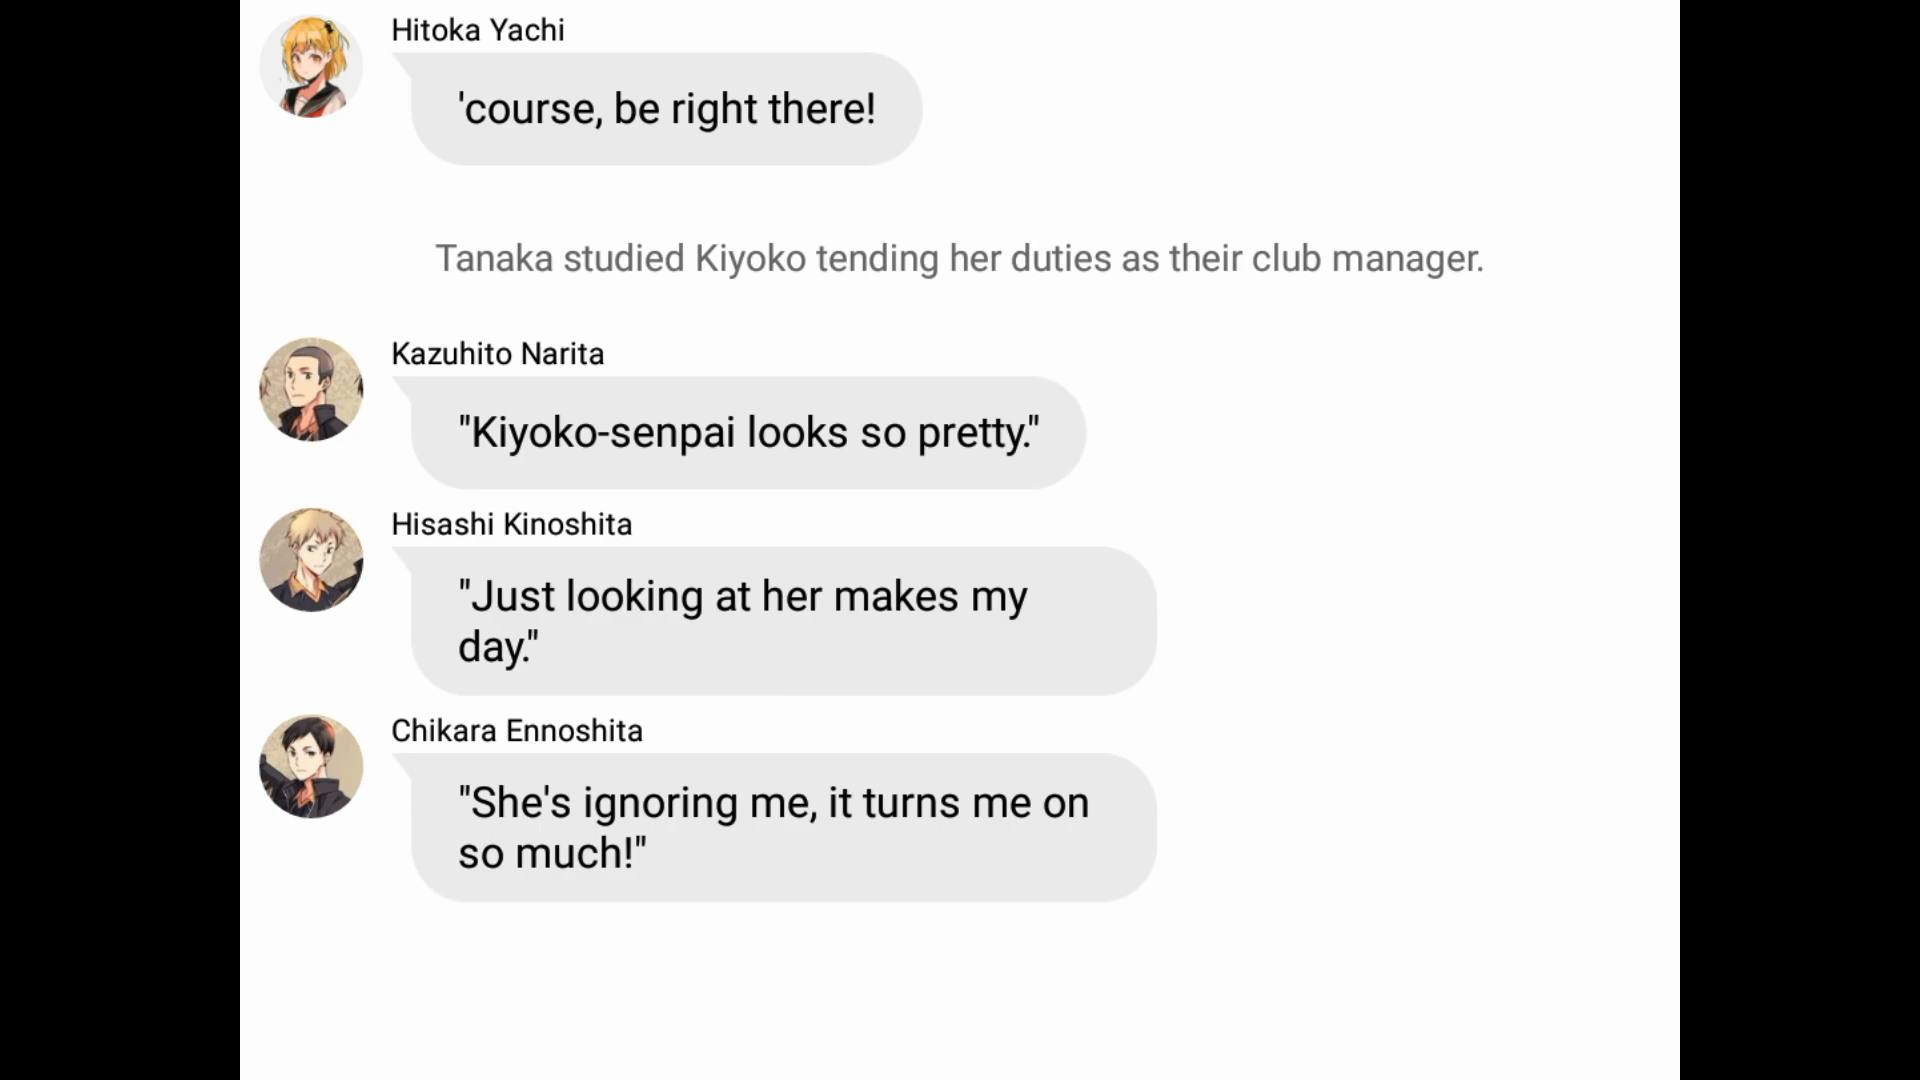 Hitoka Yachi
'course, be right there!
Tanaka studied Kiyoko tending her duties as their club manager.
Kazuhito Narita
"Kiyoko-senpai looks so pretty."
Hisashi Kinoshita
"Just looking at her makes my
day."
Chikara Ennoshita
"She's ignoring me, it turns me on
so much!"